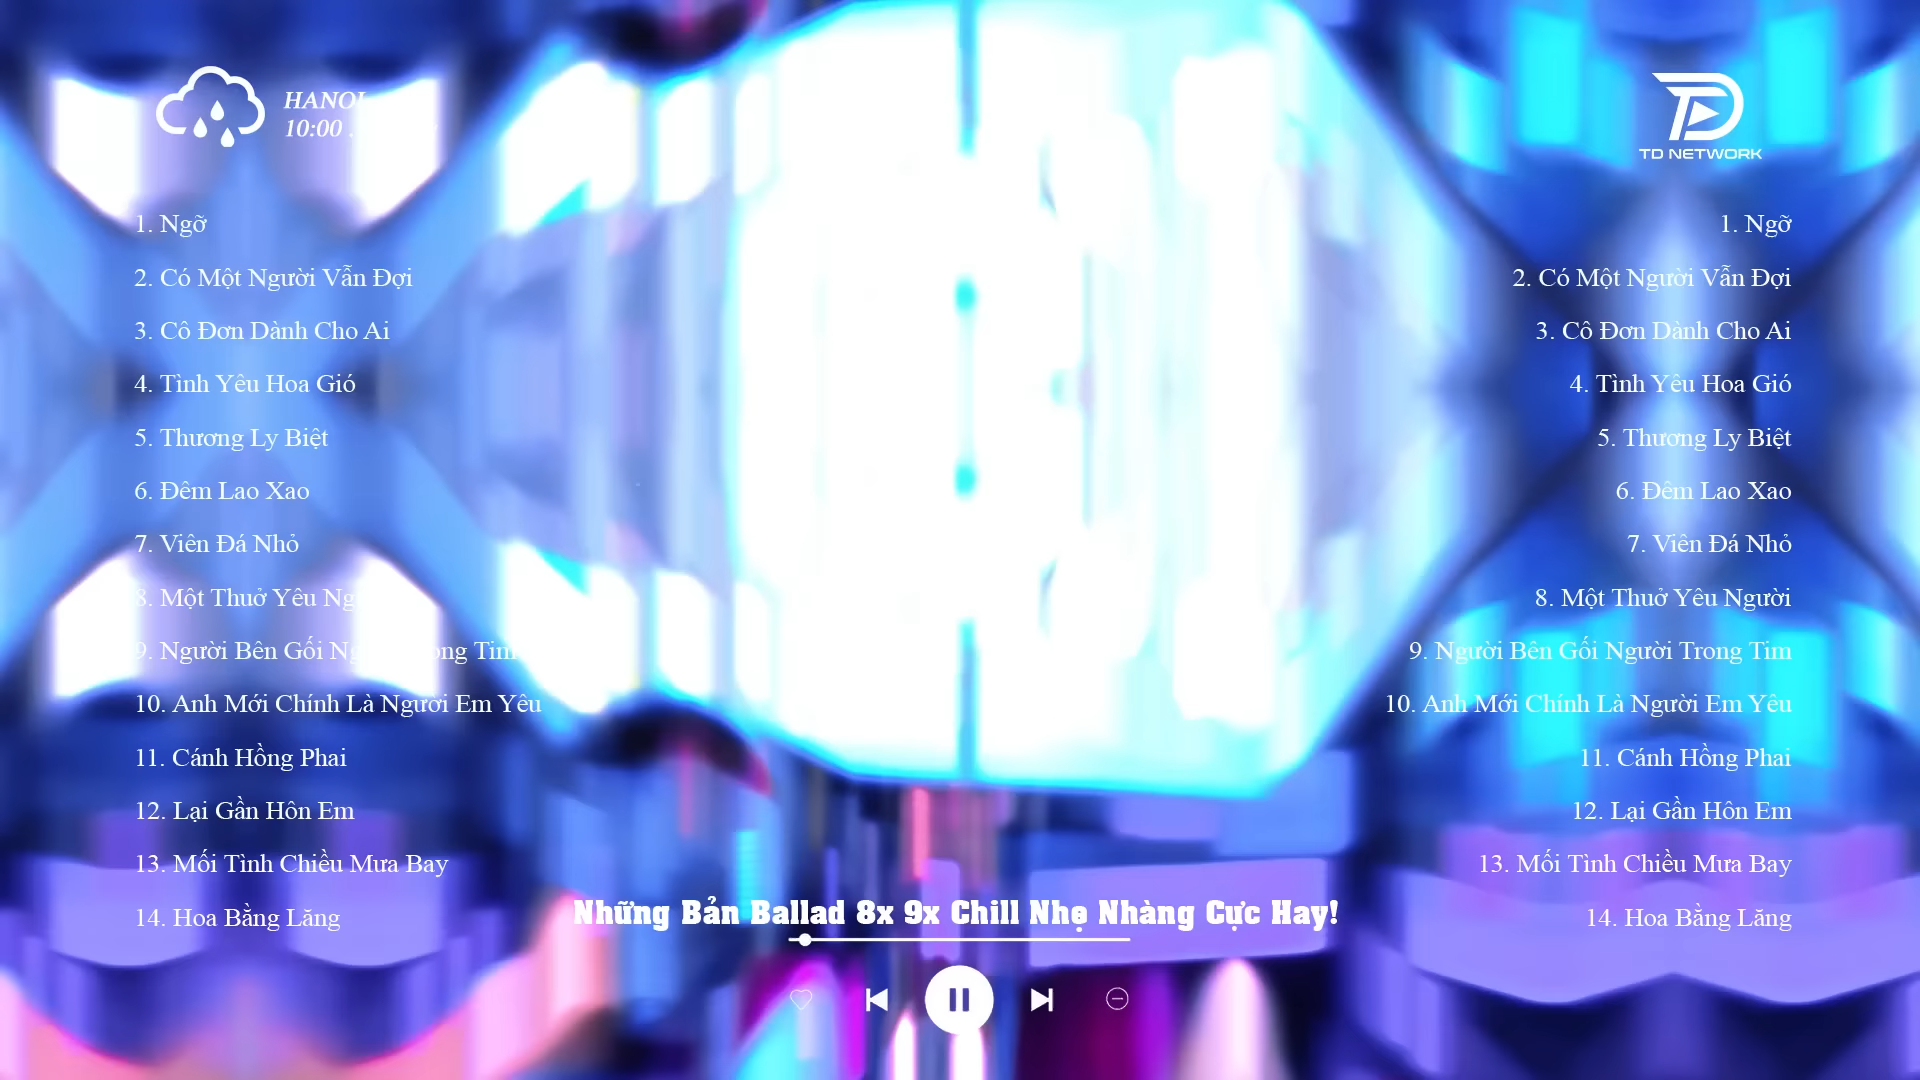 HANOI
10:00
TD NETWORK
1. Ngỡ
2. Có Một Người Vẫn Đợi
3. Cô Đơn Dành Cho Ai
4. Tình Yêu Hoa Gió
5. Thương Ly Biệt
6. Đêm Lao Xao
7. Viên Đá Nhỏ
8. Một Thuở Yêu
9. Người Bên Gối Tim
10. Anh Mới Chính Là Người Em Yêu
11. Cánh Hồng Phai
12. Lại Gần Hôn Em
13. Mối Tình Chiều Mưa Bay
14. Hoa Bằng Lăng
1. Ngỡ
2. Có Một Người Vẫn Đợi
3. Cô Đơn Dành Cho Ai
4. Tình Yêu Hoa Gió
5. Thương Ly Biệt
6. Đêm Lao Xao
7. Viên Đá Nhỏ
8. Một Thuở Yêu Người
9. Người Bên Gối Người Trong Tim
10. Anh Mới Chính Là Người Em Yêu
11. Cánh Hồng Phai
12. Lại Gần Hôn Em
13. Mối Tình Chiều Mưa Bay
14. Hoa Bằng Lăng
Những Bản Ballad 8x 9x Chill Nhẹ Nhàng Cực Hay!